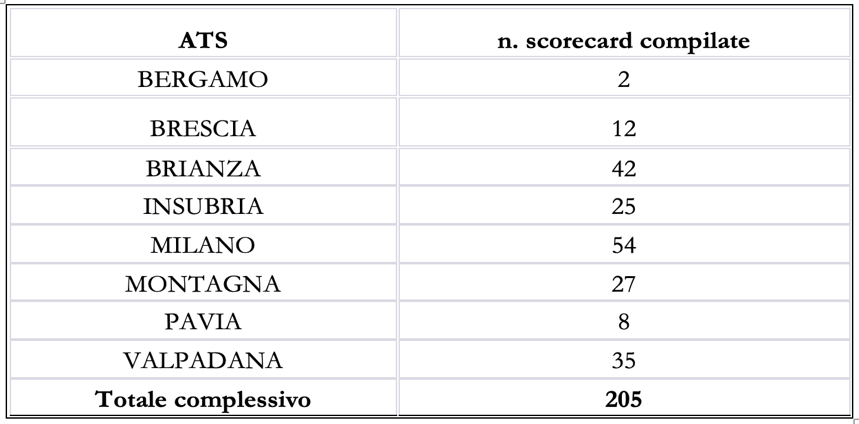 ATS n. scorecard compilate
BERGAMO 2
BRESCIA 12
BRIANZA 42
INSUBRIA 25
MILANO 54
MONTAGNA 27
PAVIA 8
VALPADANA 35
Totale complessivo 205